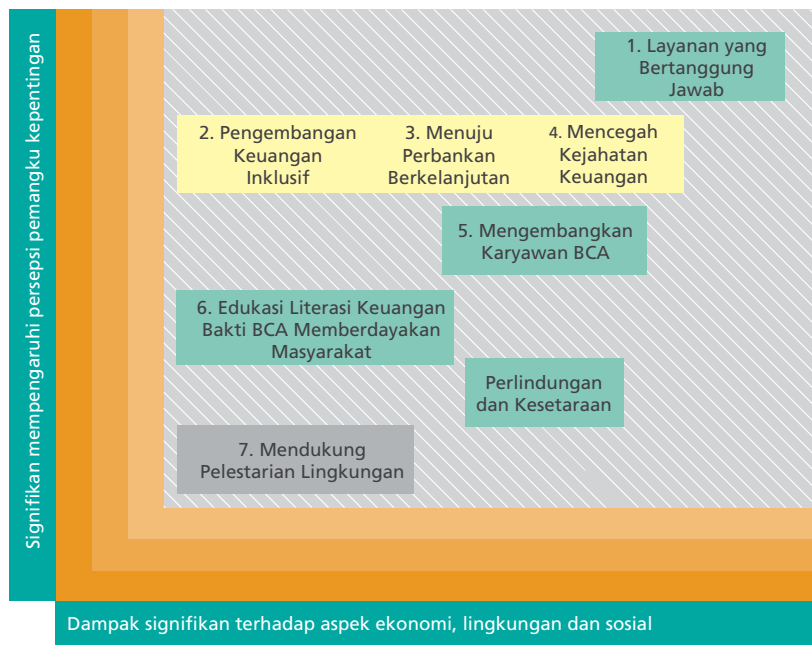 Signifikan mempengaruhi persepsi pemangku kepentingan
1. Layanan yang
Bertanggung
Jawab
2. Pengembangan
Keuangan
Inklusif
3. Menuju
Perbankan
Berkelanjutan
4. Mencegah
Kejahatan
Keuangan
5. Mengembangkan
Karyawan BCA
6. Edukasi Literasi Keuangan
Bakti BCA Memberdayakan
Masyarakat
Perlindungan
dan Kesetaraan
7. Mendukung
Pelestarian Lingkungan
Dampak signifikan terhadap aspek ekonomi, lingkungan dan sosial